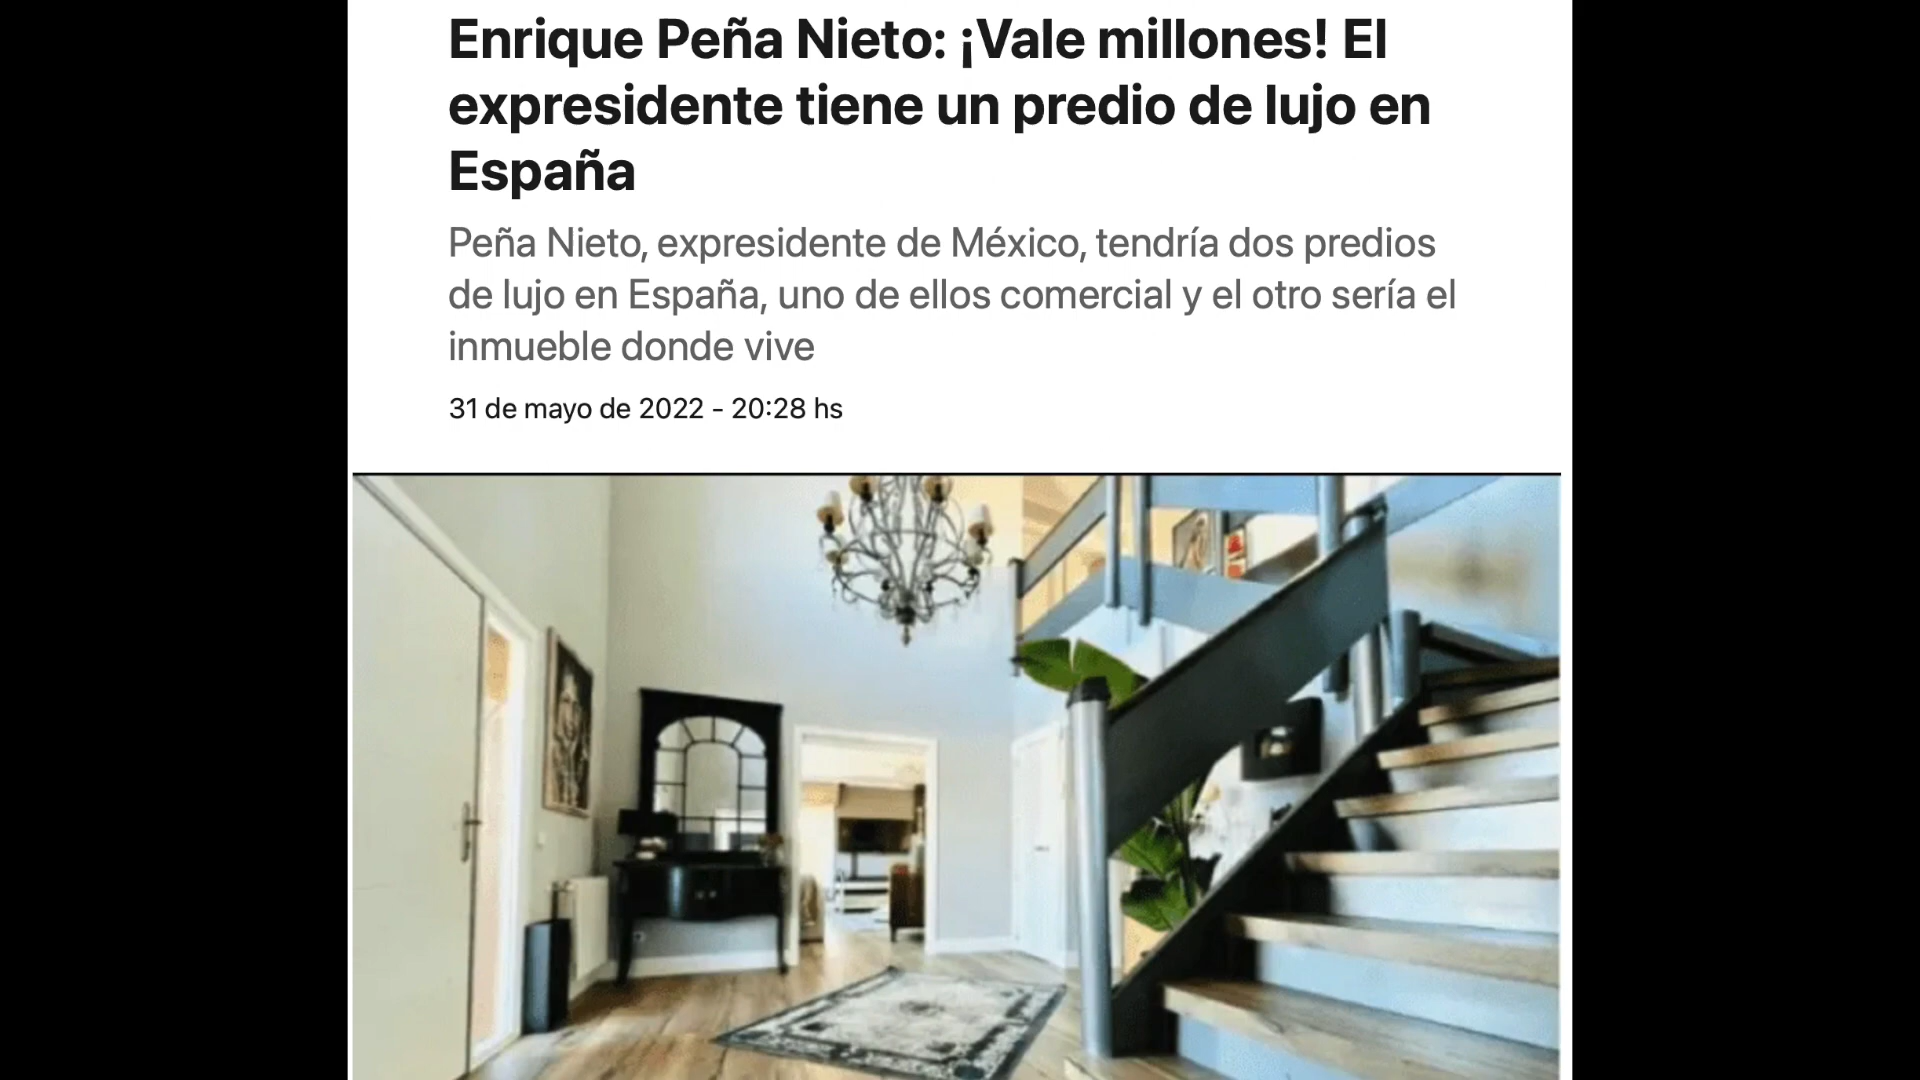 Enrique Peña Nieto: ¡Vale millones! El
expresidente tiene un predio de lujo en
España
Peña Nieto, expresidente de México, tendría dos predios
de lujo en España, uno de ellos comercial y el otro sería el
inmueble donde vive
31 de mayo de 2022 - 20:28 hs